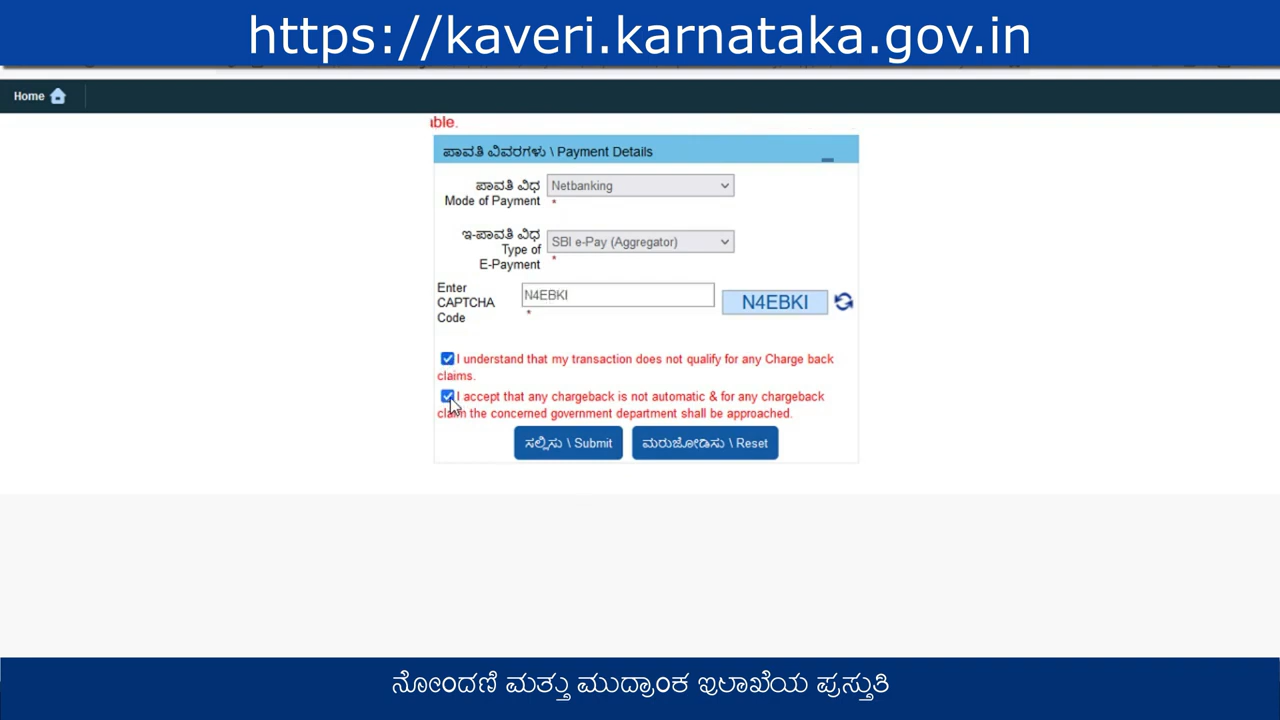 https://kaveri.karnataka.gov.in
Home
able.
ಪಾವತಿ ವಿವರಗಳು \ Payment Details
ಪಾವತಿ ವಿಧ
Mode of Payment
Netbanking
*
ಇ-ಪಾವತಿ ವಿಧ
Type of
E-Payment
SBI e-Pay (Aggregator)
*
Enter
CAPTCHA
Code
N4EBKI
*
N4EBKI
I understand that my transaction does not qualify for any Charge back
claims.
I accept that any chargeback is not automatic & for any chargeback
claim the concerned government department shall be approached.
ಸಲ್ಲಿಸು \ Submit
ಮರುಜೋಡಿಸು \ Reset
ನೋಂದಣಿ ಮತ್ತು ಮುದ್ರಾಂಕ ಇಲಾಖೆಯ ಪ್ರಸ್ತುತಿ